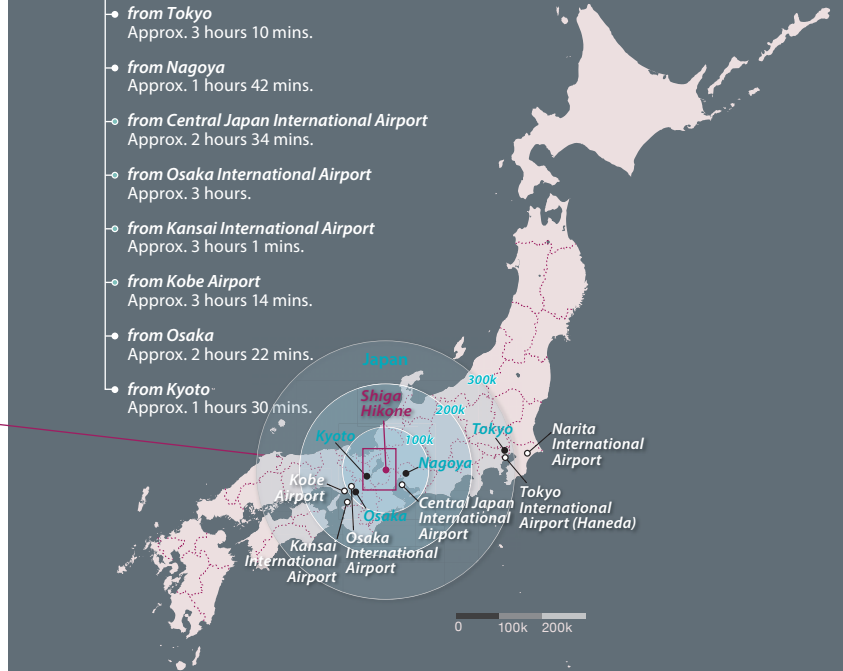 from Tokyo
Approx. 3 hours 10 mins.
from Nagoya
Approx. 1 hours 42 mins.
from Central Japan International Airport
Approx. 2 hours 34 mins.
from Osaka International Airport
Approx. 3 hours.
from Kansai International Airport
Approx. 3 hours 1 mins.
from Kobe Airport
Approx. 3 hours 14 mins.
from Osaka
Approx. 2 hours 22 mins.
from Kyoto
Approx. 1 hours 30 mins.
Japan
300k
200k
100k
Shiga
Hikone
Kyoto
Nagoya
Tokyo
Narita
International
Airport
Tokyo
International
Airport (Haneda)
Kobe
Airport
Osaka
Central Japan
International
Airport
Kansai
International
Airport
Osaka
International
Airport
0
100k
200k